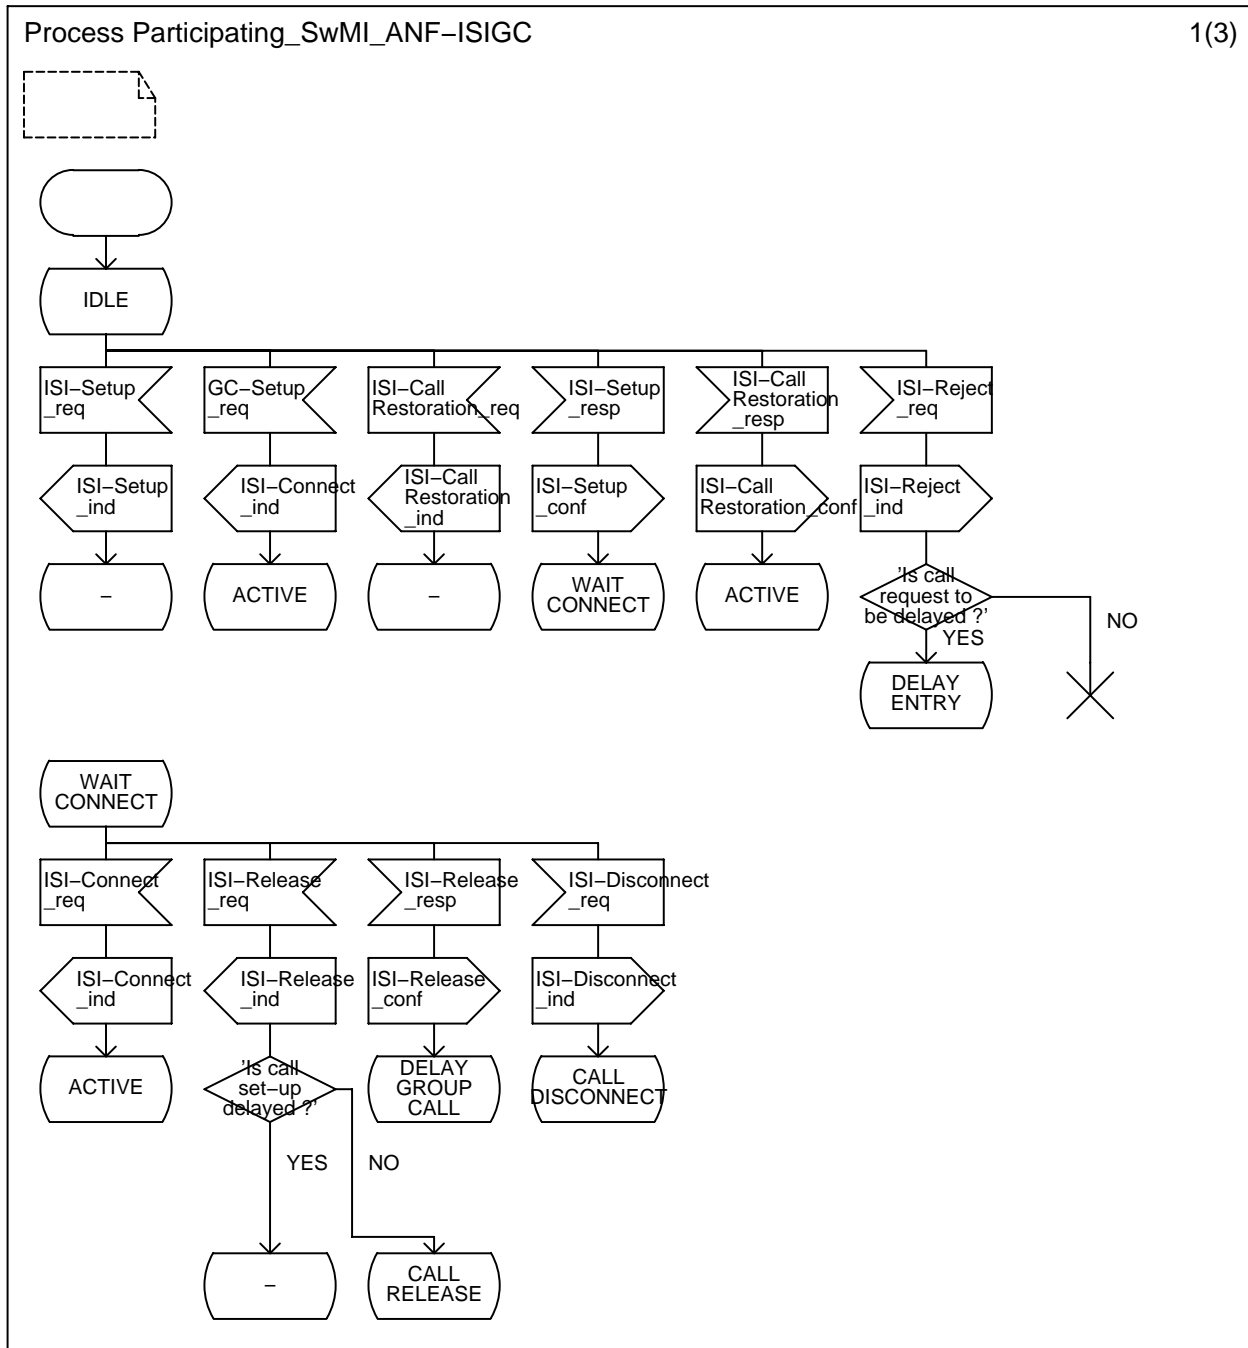 Process Participating_SwMI_ANF−ISIGC
1(3)
IDLE
ISI−Setup
_req
GC−Setup
_req
ISI−Call
Restoration_req
ISI−Setup
_resp
ISI−Call
Restoration
_resp
ISI−Reject
_req
ISI−Setup
_ind
ISI−Connect
_ind
ISI−Call
Restoration
_ind
ISI−Setup
_conf
ISI−Call
Restoration_conf
ISI−Reject
_ind
−
ACTIVE
−
WAIT
CONNECT
ACTIVE
'Is call
request to
be delayed ?'
NO
YES
DELAY
ENTRY
WAIT
CONNECT
ISI−Connect
_req
ISI−Release
_req
ISI−Release
_resp
ISI−Disconnect
_req
ISI−Connect
_ind
ISI−Release
_ind
ISI−Release
_conf
ISI−Disconnect
_ind
ACTIVE
'Is call
set−up
delayed ?'
DELAY
GROUP
CALL
CALL
DISCONNECT
YES
NO
−
CALL
RELEASE